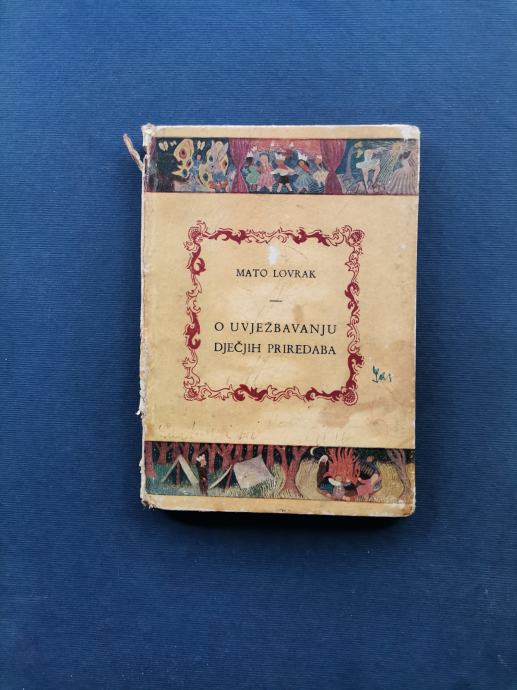 MATO LOVRAK
O UVJEŽBAVANJU
DJEČJIH PRIREDABA